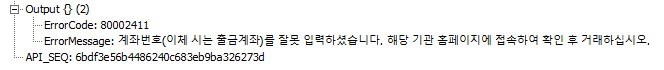 Output {} (2)
ErrorCode: 80002411
ErrorMessage: 계좌번호(이체 시는 출금계좌)를 잘못 입력하셨습니다. 해당 기관 홈페이지에 접속하여 확인 후 거래하십시오.
API_SEQ: 6bdf3e56b4486240c683eb9ba326273d